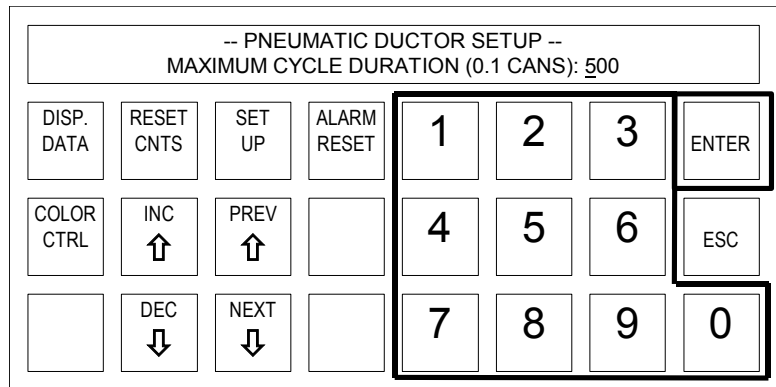 -- PNEUMATIC DUCTOR SETUP --
MAXIMUM CYCLE DURATION (0.1 CANS): 500
DISP. DATA
RESET CNTS
SET UP
ALARM RESET
1
2
3
ENTER
COLOR CTRL
INC
PREV
4
5
6
ESC
DEC
NEXT
7
8
9
0